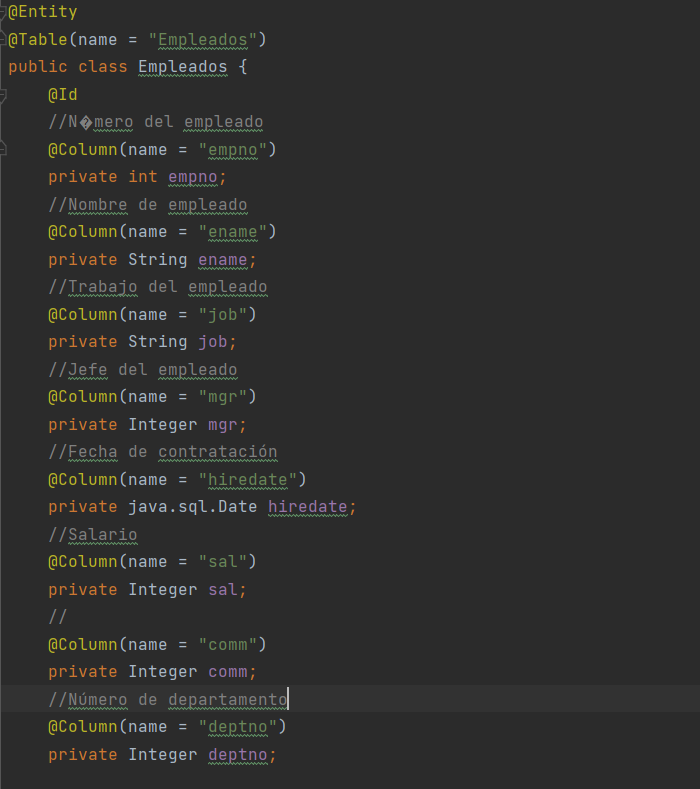 @Entity
@Table(name = "Empleados")
public class Empleados {
@Id
//N�mero del empleado
@Column(name = "empno")
private int empno;
//Nombre de empleado
@Column(name = "ename")
private String ename;
//Trabajo del empleado
@Column(name = "job")
private String job;
//Jefe del empleado
@Column(name = "mgr")
private Integer mgr;
//Fecha de contratación
@Column(name = "hiredate")
private java.sql.Date hiredate;
//Salario
@Column(name = "sal")
private Integer sal;
//
@Column(name = "comm")
private Integer comm;
//Número de departamento
@Column(name = "deptno")
private Integer deptno;